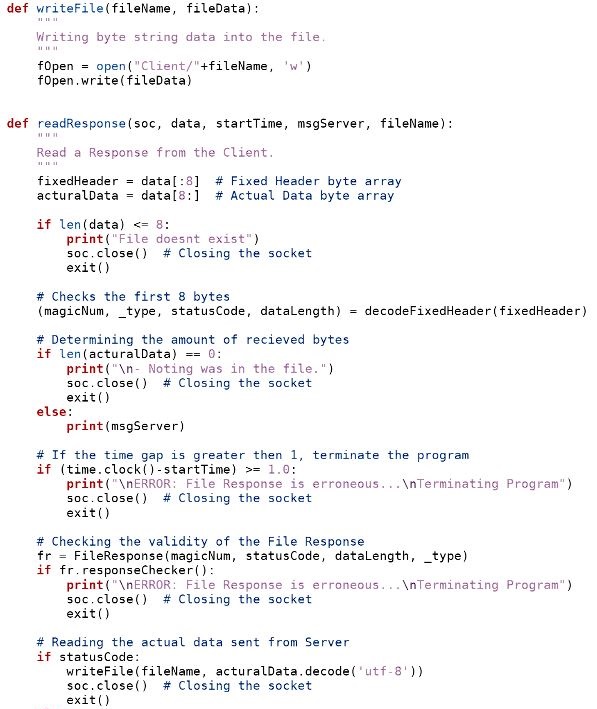 def writeFile(fileName, fileData):
    """
    Writing byte string data into the file.
    """
    fOpen = open("Client/"+fileName, 'w')
    fOpen.write(fileData)
def readResponse(soc, data, startTime, msgServer, fileName):
    """
    Read a Response from the Client.
    """
    fixedHeader = data[:8]  # Fixed Header byte array
    acturalData = data[8:]  # Actual Data byte array
    if len(data) <= 8:
        print("File doesnt exist")
        soc.close()  # Closing the socket
        exit()
    # Checks the first 8 bytes
    (magicNum, _type, statusCode, dataLength) = decodeFixedHeader(fixedHeader)
    # Determining the amount of recieved bytes
    if len(acturalData) == 0:
        print("\n- Noting was in the file.")
        soc.close()  # Closing the socket
        exit()
    else:
        print(msgServer)
    # If the time gap is greater then 1, terminate the program
    if (time.clock()-startTime) >= 1.0:
        print("\nERROR: File Response is erroneous...\nTerminating Program")
        soc.close()  # Closing the socket
        exit()
    # Checking the validity of the File Response
    fr = FileResponse(magicNum, statusCode, dataLength, _type)
    if fr.responseChecker():
        print("\nERROR: File Response is erroneous...\nTerminating Program")
        soc.close()  # Closing the socket
        exit()
    # Reading the actual data sent from Server
    if statusCode:
        writeFile(fileName, acturalData.decode('utf-8'))
        soc.close()  # Closing the socket
        exit()